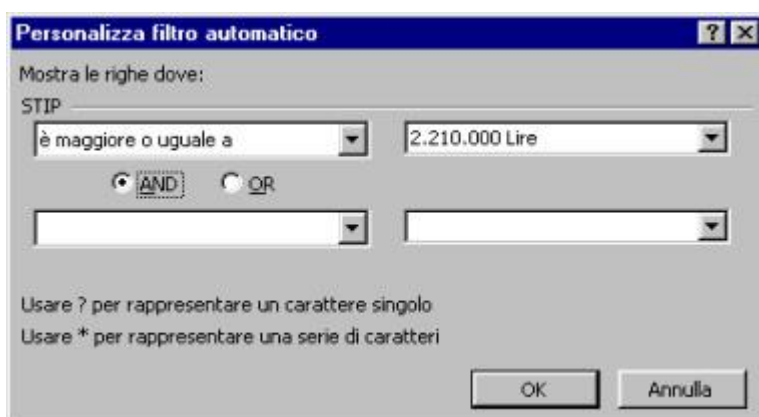 Personalizza filtro automatico
Mostra le righe dove:
STIP
è maggiore o uguale a 2.210.000 Lire
AND OR
Usare ? per rappresentare un carattere singolo
Usare * per rappresentare una serie di caratteri
OK Annulla